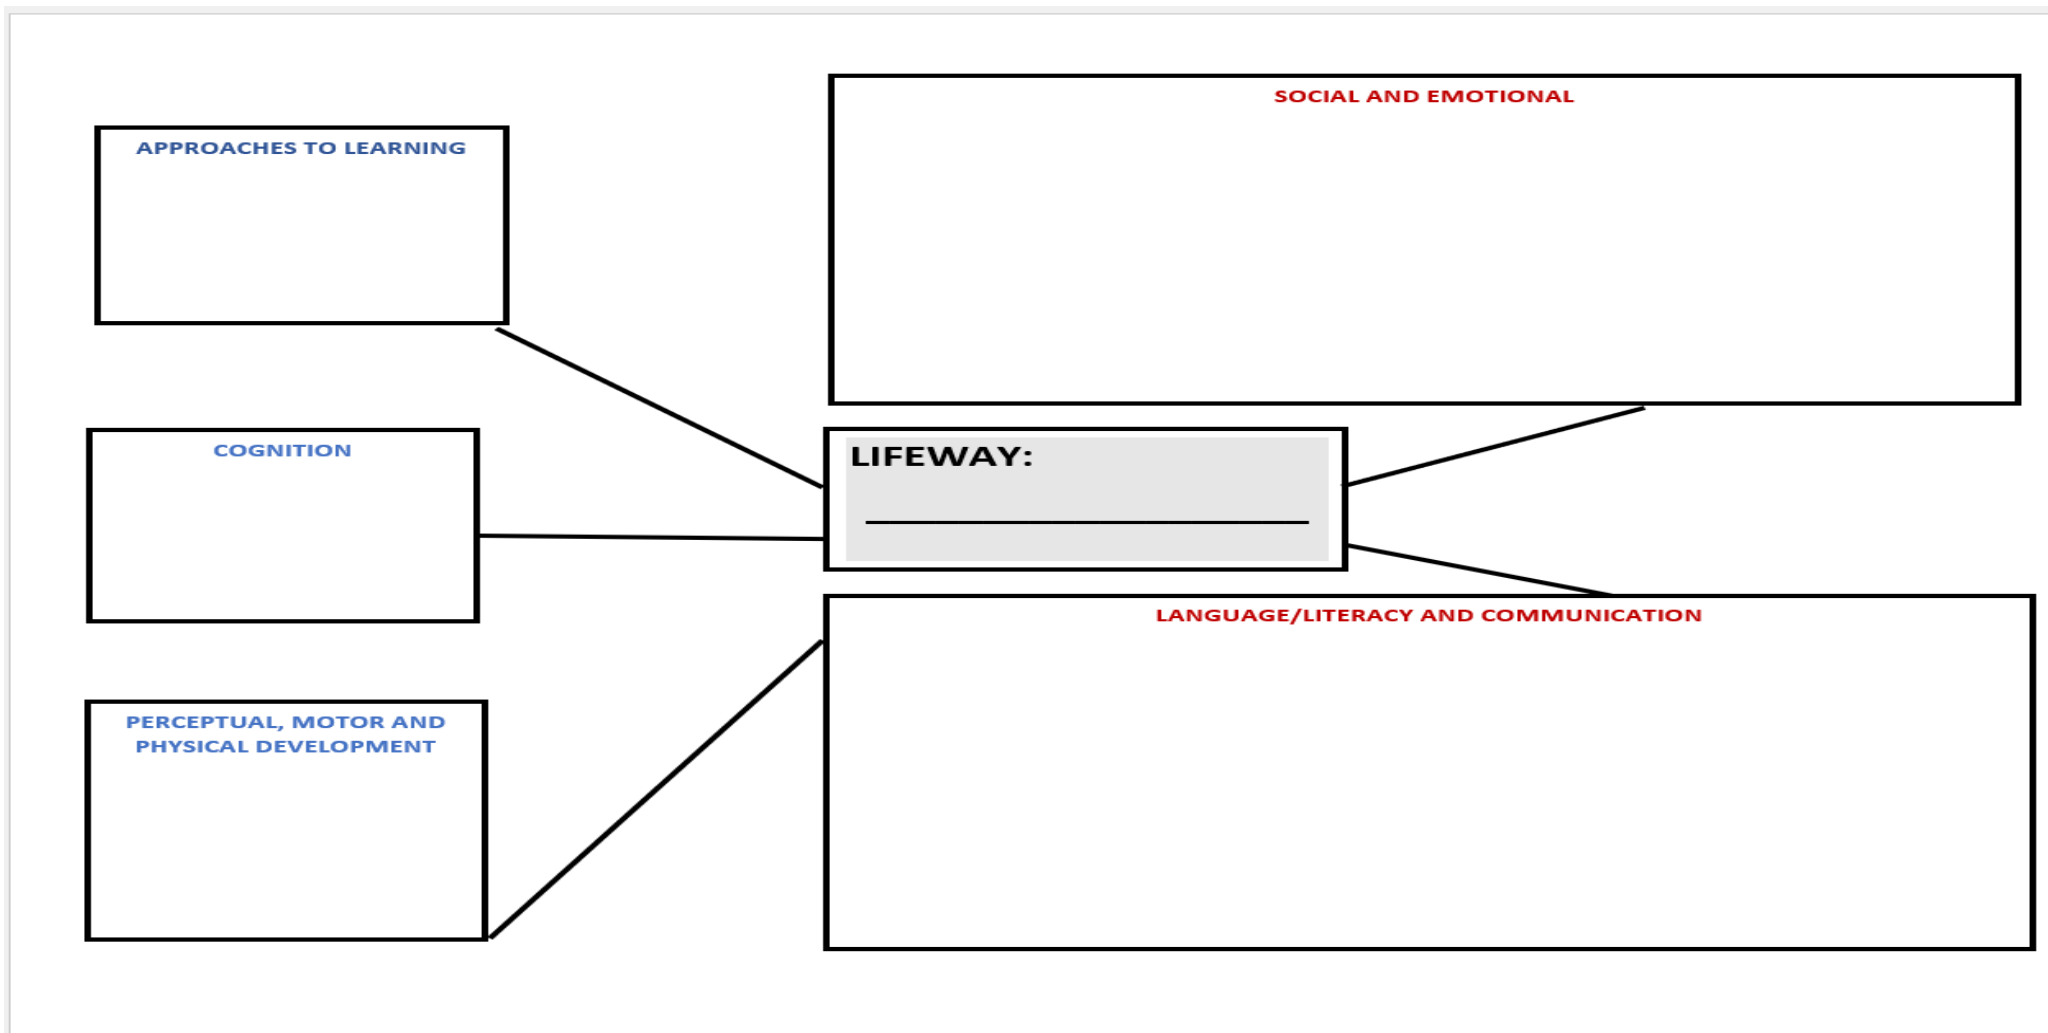 SOCIAL AND EMOTIONAL
APPROACHES TO LEARNING
COGNITION
LIFEWAY:
LANGUAGE/LITERACY AND COMMUNICATION
PERCEPTUAL, MOTOR AND
PHYSICAL DEVELOPMENT